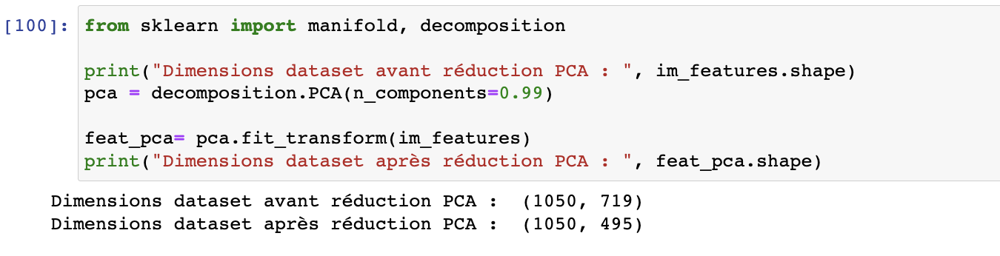 [100]: from sklearn import manifold, decomposition
print("Dimensions dataset avant réduction PCA : ", im_features.shape)
pca = decomposition.PCA(n_components=0.99)
feat_pca= pca.fit_transform(im_features)
print("Dimensions dataset après réduction PCA : ", feat_pca.shape)
Dimensions dataset avant réduction PCA :  (1050, 719)
Dimensions dataset après réduction PCA :  (1050, 495)